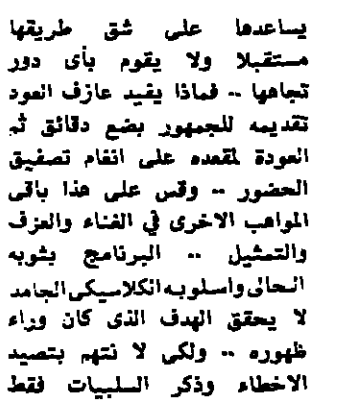 يساعدها على شق طريقها
مستقبلا ولا يقوم بأى دور
تجاهها .. فماذا يفيد عازف العود
تقديمه للجمهور بضع دقائق ثم
العودة لمقعده على انغام تصفيق
الحضور .. وقس على هذا باقى
المواهب الاخرى في الغناء والعزف
والتمثيل .. البرنامج بثوبه
الحالى واسلوبه الكلاسيكى الجامد
لا يحقق الهدف الذى كان وراء
ظهوره .. ولكى لا نتهم بتصيد
الاخطاء وذكر السلبيات فقط